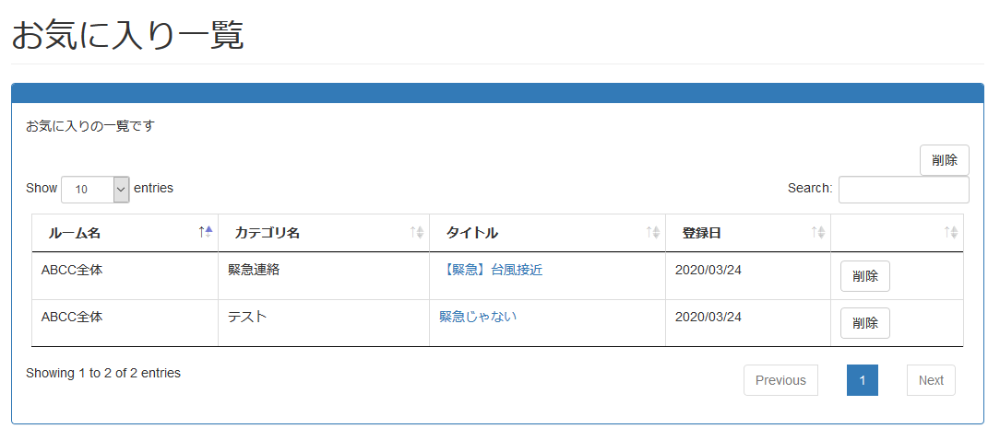 お気に入り一覧
お気に入りの一覧です
削除
Show 10 entries Search:
ルーム名 カテゴリ名 タイトル 登録日
ABCC全体 緊急連絡 【緊急】台風接近 2020/03/24 削除
ABCC全体 テスト 緊急じゃない 2020/03/24 削除
Showing 1 to 2 of 2 entries Previous 1 Next